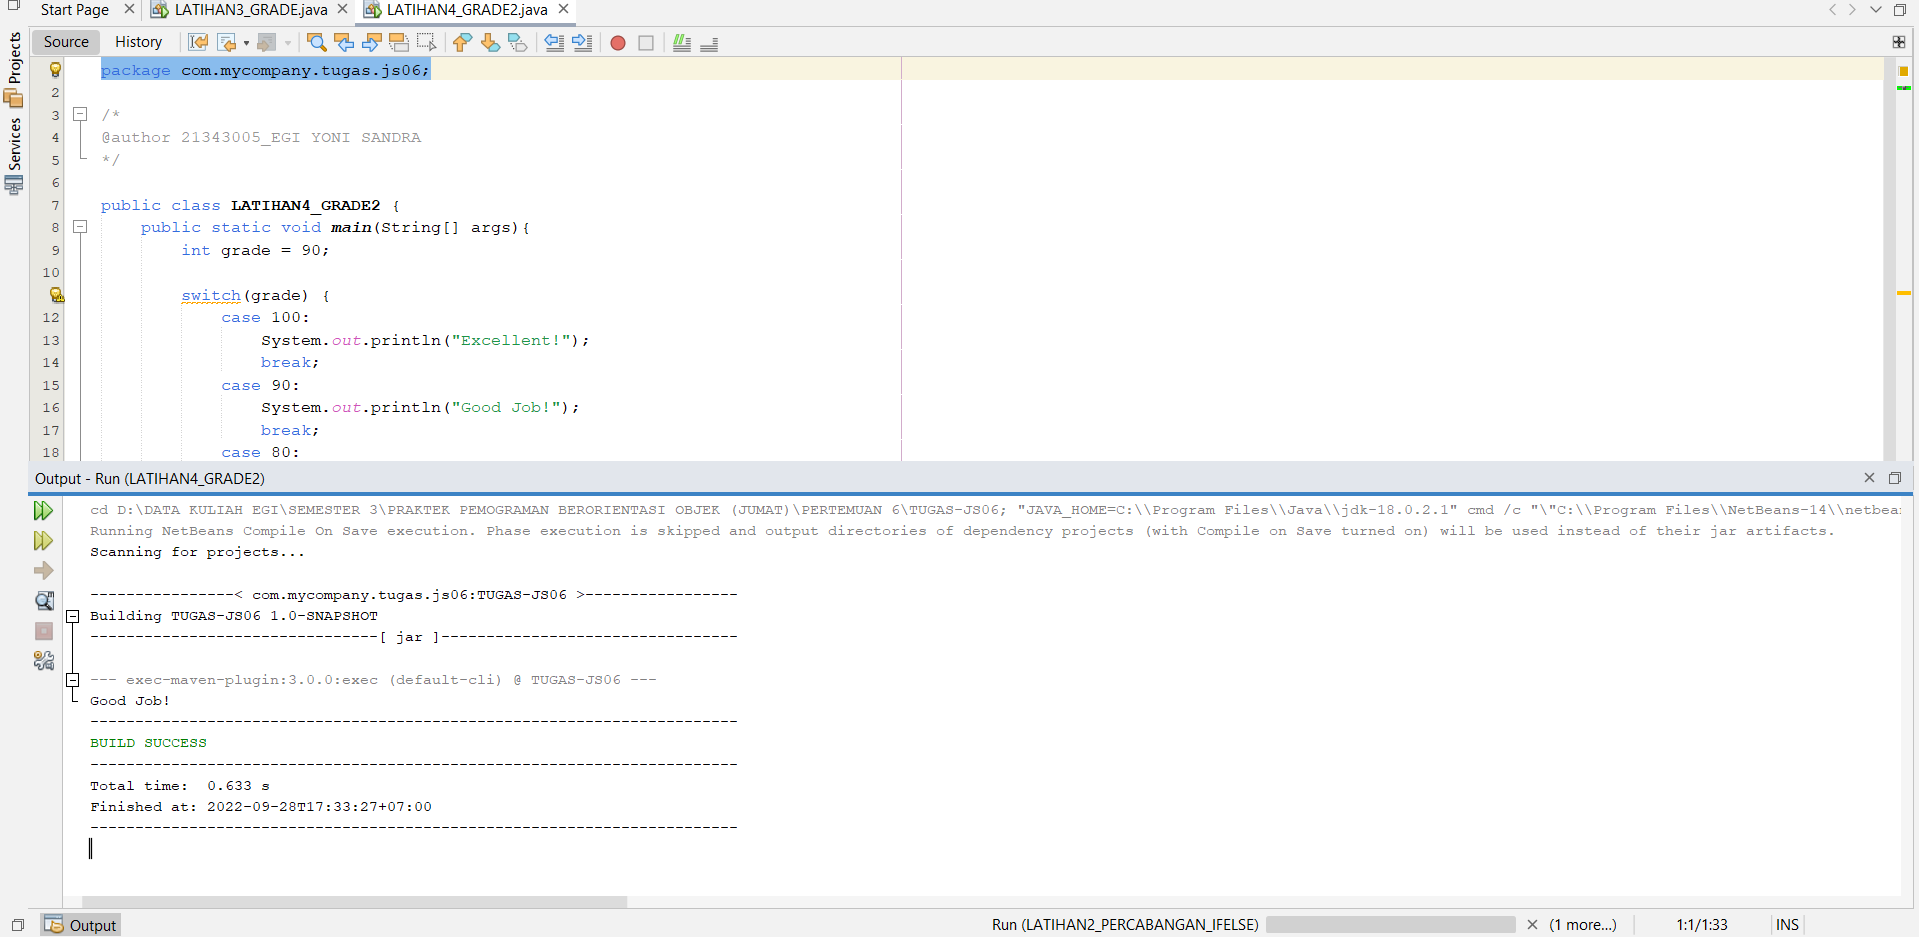 Start Page LATIHAN3_GRADE.java LATIHAN4_GRADE2.java
Source History
Projects
Services
package com.mycompany.tugas.js06;
2
3 /*
4 @author 21343005_EGI YONI SANDRA
5 */
6
7 public class LATIHAN4_GRADE2 {
8 public static void main(String[] args){
9 int grade = 90;
10
switch(grade) {
12 case 100:
13 System.out.println("Excellent!");
14 break;
15 case 90:
16 System.out.println("Good Job!");
17 break;
18 case 80:
Output - Run (LATIHAN4_GRADE2)
cd D:\DATA KULIAH EGI\SEMESTER 3\PRAKTEK PEMOGRAMAN BERORIENTASI OBJEK (JUMAT)\PERTEMUAN 6\TUGAS-JS06; "JAVA_HOME=C:\\Program Files\\Java\\jdk-18.0.2.1" cmd /c "\"C:\\Program Files\\NetBeans-14\\netbea
Running NetBeans Compile On Save execution. Phase execution is skipped and output directories of dependency projects (with Compile on Save turned on) will be used instead of their jar artifacts.
Scanning for projects...
----------------< com.mycompany.tugas.js06:TUGAS-JS06 >-----------------
Building TUGAS-JS06 1.0-SNAPSHOT
--------------------------------[ jar ]---------------------------------
--- exec-maven-plugin:3.0.0:exec (default-cli) @ TUGAS-JS06 ---
Good Job!
------------------------------------------------------------------------
BUILD SUCCESS
------------------------------------------------------------------------
Total time:  0.633 s
Finished at: 2022-09-28T17:33:27+07:00
------------------------------------------------------------------------
Output Run (LATIHAN2_PERCABANGAN_IFELSE) (1 more...) 1:1/1:33 INS